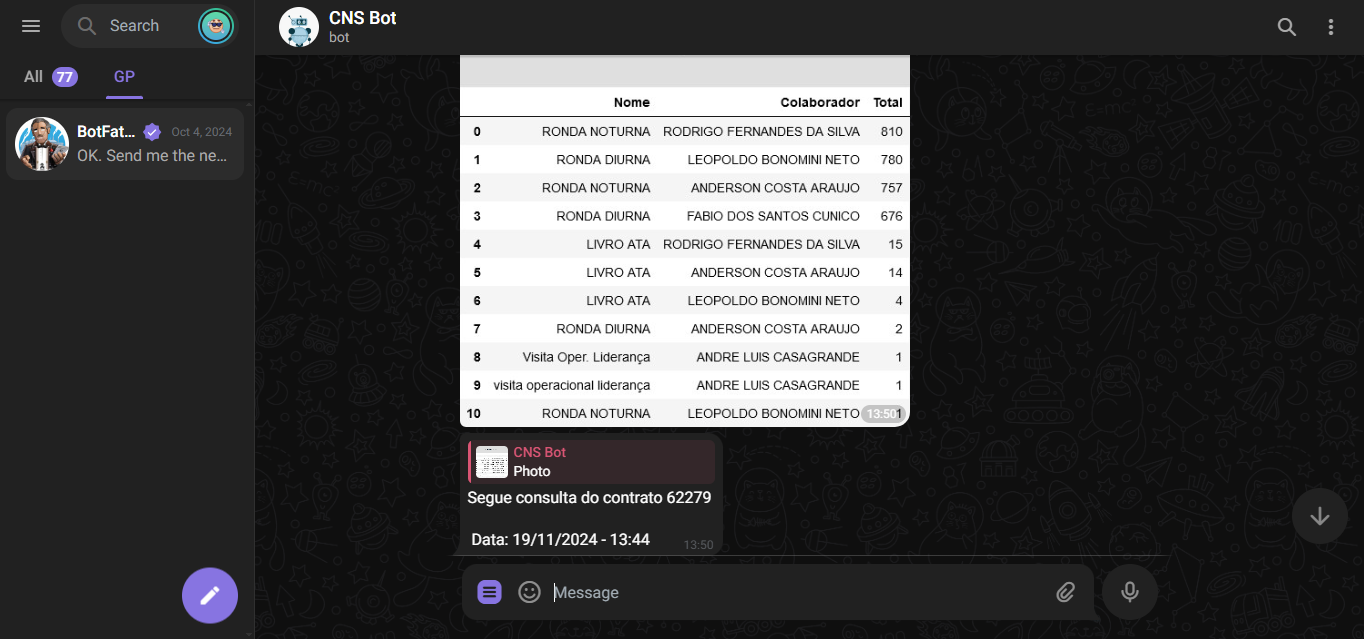 Search
CNS Bot
bot
All 77 GP
BotFat... Oct 4, 2024
OK. Send me the ne...
Nome Colaborador Total
0 RONDA NOTURNA RODRIGO FERNANDES DA SILVA 810
1 RONDA DIURNA LEOPOLDO BONOMINI NETO 780
2 RONDA NOTURNA ANDERSON COSTA ARAUJO 757
3 RONDA DIURNA FABIO DOS SANTOS CUNICO 676
4 LIVRO ATA RODRIGO FERNANDES DA SILVA 15
5 LIVRO ATA ANDERSON COSTA ARAUJO 14
6 LIVRO ATA LEOPOLDO BONOMINI NETO 4
7 RONDA DIURNA ANDERSON COSTA ARAUJO 2
8 Visita Oper. Liderança ANDRE LUIS CASAGRANDE 1
9 visita operacional liderança ANDRE LUIS CASAGRANDE 1
10 RONDA NOTURNA LEOPOLDO BONOMINI NETO 1
13:50
CNS Bot
Photo
Segue consulta do contrato 62279
Data: 19/11/2024 - 13:44
13:50
Message